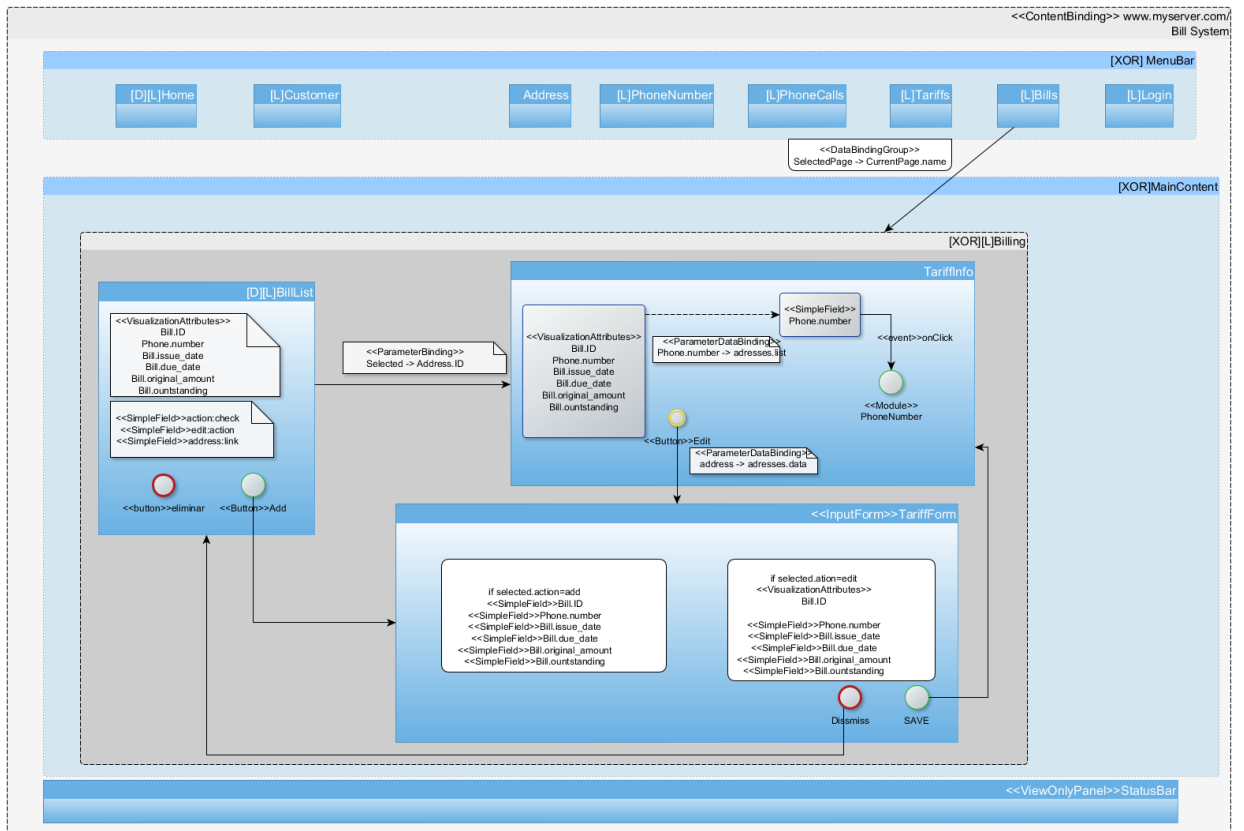 <<ContentBinding>> www.myserver.com/
Bill System
[XOR] MenuBar
[D][L]Home
[L]Customer
Address
[L]PhoneNumber
[L]PhoneCalls
[L]Tariffs
[L]Bills
[L]Login
<<DataBindingGroup>>
SelectedPage -> CurrentPage.name
[XOR]MainContent
[XOR][L]Billing
[D][L]BillList
<<VisualizationAttributes>>
Bill.ID
Phone.number
Bill.issue_date
Bill.due_date
Bill.original_amount
Bill.ountstanding
<<SimpleField>>action:check
<<SimpleField>>edit:action
<<SimpleField>>address:link
<<button>>eliminar
<<Button>>Add
<<ParameterBinding>>
Selected -> Address.ID
TariffInfo
<<VisualizationAttributes>>
Bill.ID
Phone.number
Bill.issue_date
Bill.due_date
Bill.original_amount
Bill.ountstanding
<<ParameterDataBinding>>
Phone.number -> adresses.list
<<SimpleField>>
Phone.number
<<event>>onClick
<<Module>>
PhoneNumber
<<Button>>Edit
<<ParameterDataBinding>>
address -> adresses.data
<<InputForm>>TariffForm
if selected.action=add
<<SimpleField>>Bill.ID
<<SimpleField>>Phone.number
<<SimpleField>>Bill.issue_date
<<SimpleField>>Bill.due_date
<<SimpleField>>Bill.original_amount
<<SimpleField>>Bill.ountstanding
if selected.ation=edit
<<VisualizationAttributes>>
Bill.ID
<<SimpleField>>Phone.number
<<SimpleField>>Bill.issue_date
<<SimpleField>>Bill.due_date
<<SimpleField>>Bill.original_amount
<<SimpleField>>Bill.ountstanding
Dissmiss
SAVE
<<ViewOnlyPanel>>StatusBar